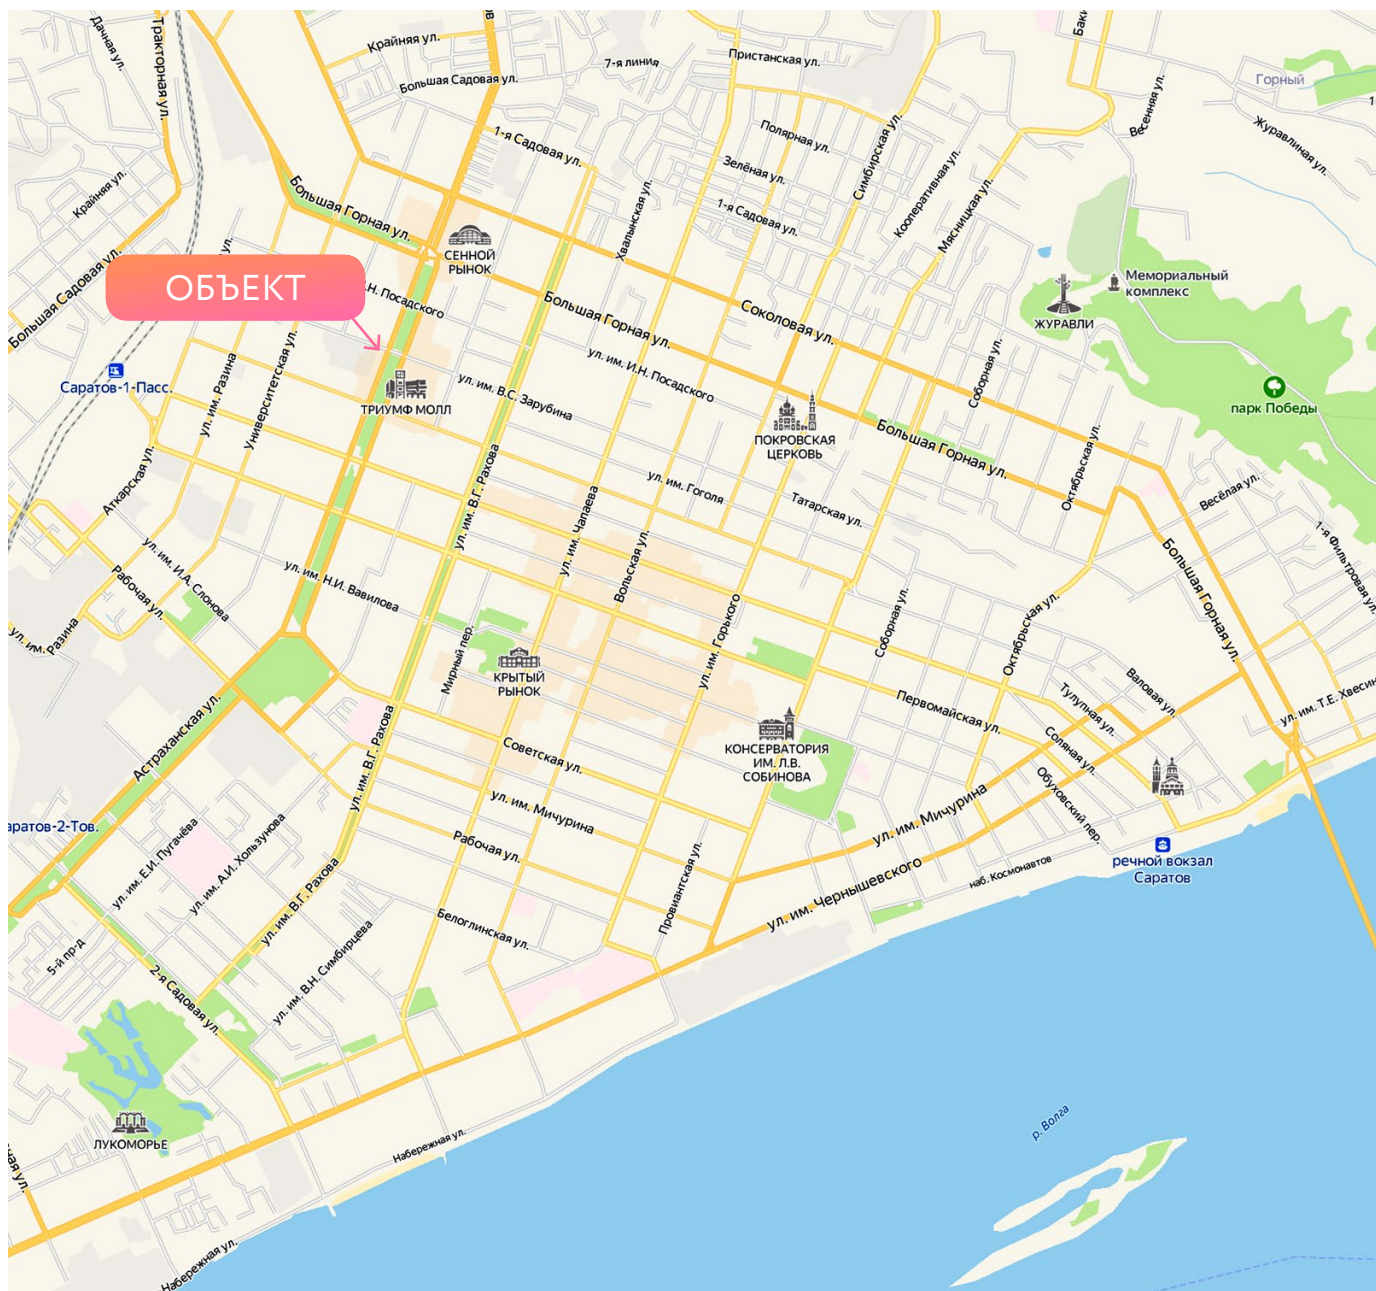 Дачная ул.
Тракторная ул.
ов
Крайняя ул.
Большая Садовая ул.
7-я линия
Пристанская ул.
Баки
Горный
1
Весенняя ул.
Журавлиная ул.
1-я Садовая ул.
Полярная ул.
Зелёная ул.
1-я Садовая ул.
Симбирская ул.
Кооперативная ул.
Мясницкая ул.
Крайняя ул.
Большая Горная ул.
Хвалынская ул.
СЕННОЙ
РЫНОК
Большая Садовая ул.
ул.
ОБЪЕКТ
.Н. Посадского
Большая Горная ул.
Соколовая ул.
Мемориальный
комплекс
ЖУРАВЛИ
Саратов-1-Пасс.
ул. им. Разина
Университетская ул.
ТРИУМФ МОЛЛ
ул. им. В.С. Зарубина
ул. им. И.Н. Посадского
Соборная ул.
парк Победы
ПОКРОВСКАЯ
ЦЕРКОВЬ
Большая Горная ул.
Октябрьская ул.
Аткарская ул.
ул. им. В.Г. Рахова
ул. им. Чапаева
ул. им. Гоголя
Татарская ул.
Весёлая ул.
1-я Фильтровая ул.
ул. им. И.А. Слонова
Рабочая ул.
ул. им. Н.И. Вавилова
Вольская ул.
ул. им. Горького
Соборная ул.
Октябрьская ул.
Большая Горная ул.
ул. им. Разина
Мирный пер.
КРЫТЫЙ
РЫНОК
Первомайская ул.
Тулупная ул.
Валовая ул.
ул. им. Т.Е. Хвесин
Астраханская ул.
ул. им. В.Г. Рахова
Советская ул.
КОНСЕРВАТОРИЯ
ИМ. Л.В.
СОБИНОВА
Соляная ул.
Обуховский пер.
ул. им. Мичурина
ул. им. Мичурина
аратов-2-Тов.
ул. им. Е.И. Пугачёва
ул. им. А.И. Хользунова
Рабочая ул.
речной вокзал
Саратов
ул. им. В.Г. Рахова
Провиантская ул.
ул. им. Чернышевского
наб. Космонавтов
5-й пр-д
2-я Садовая ул.
ул. им. В.Н. Симбирцева
Белоглинская ул.
ЛУКОМОРЬЕ
Набережная ул.
р. Волга
ная ул.
Набережная ул.